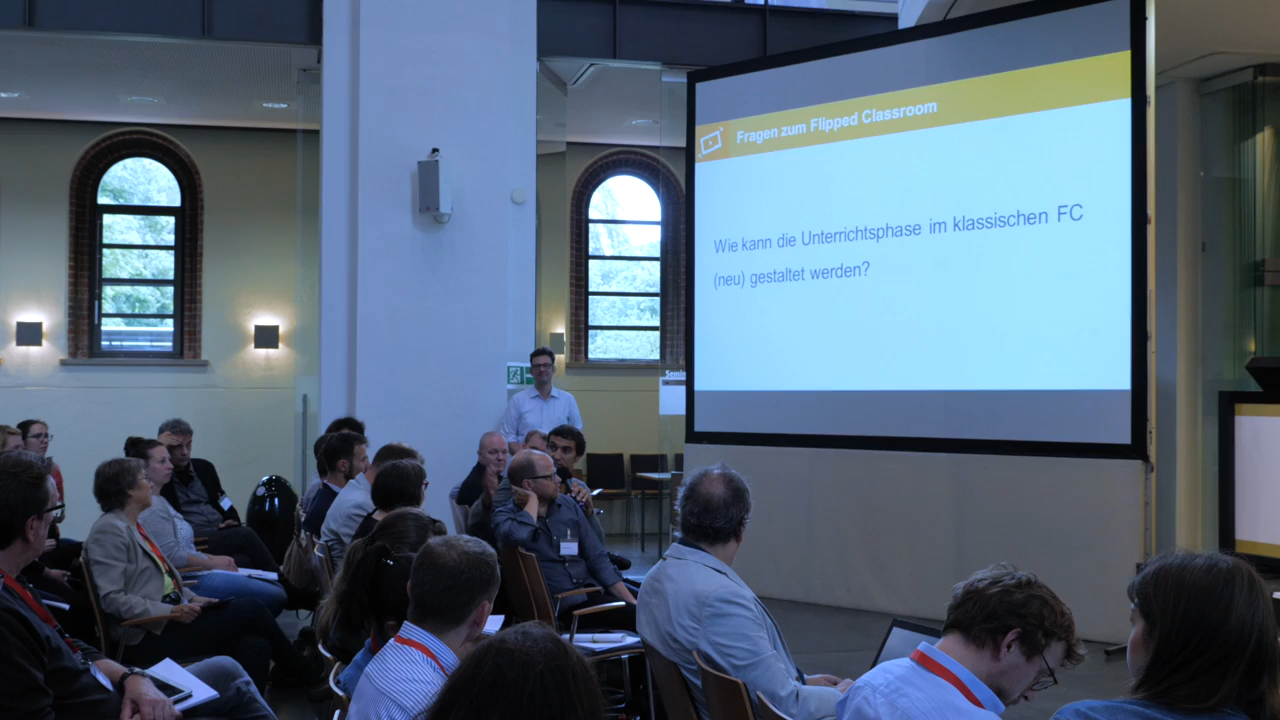 Fragen zum Flipped Classroom
Wie kann die Unterrichtsphase im klassischen FC
(neu) gestaltet werden?